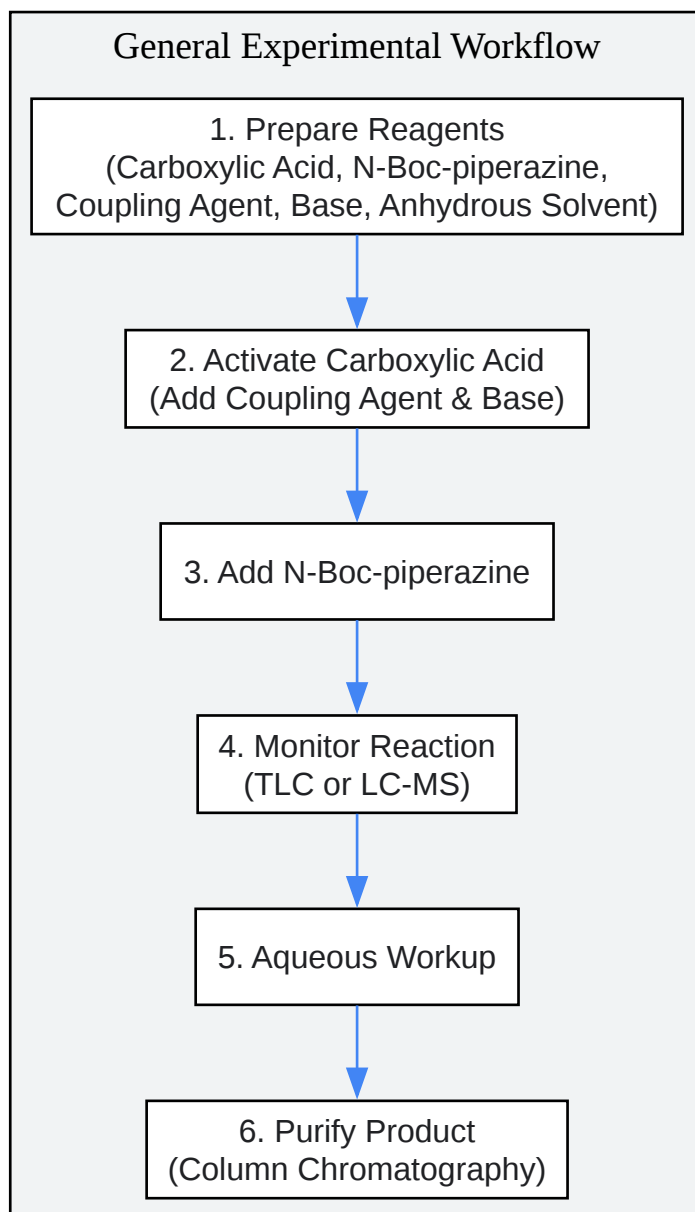 General Experimental Workflow
1. Prepare Reagents
(Carboxylic Acid, N-Boc-piperazine,
Coupling Agent, Base, Anhydrous Solvent)
2. Activate Carboxylic Acid
(Add Coupling Agent & Base)
3. Add N-Boc-piperazine
4. Monitor Reaction
(TLC or LC-MS)
5. Aqueous Workup
6. Purify Product
(Column Chromatography)